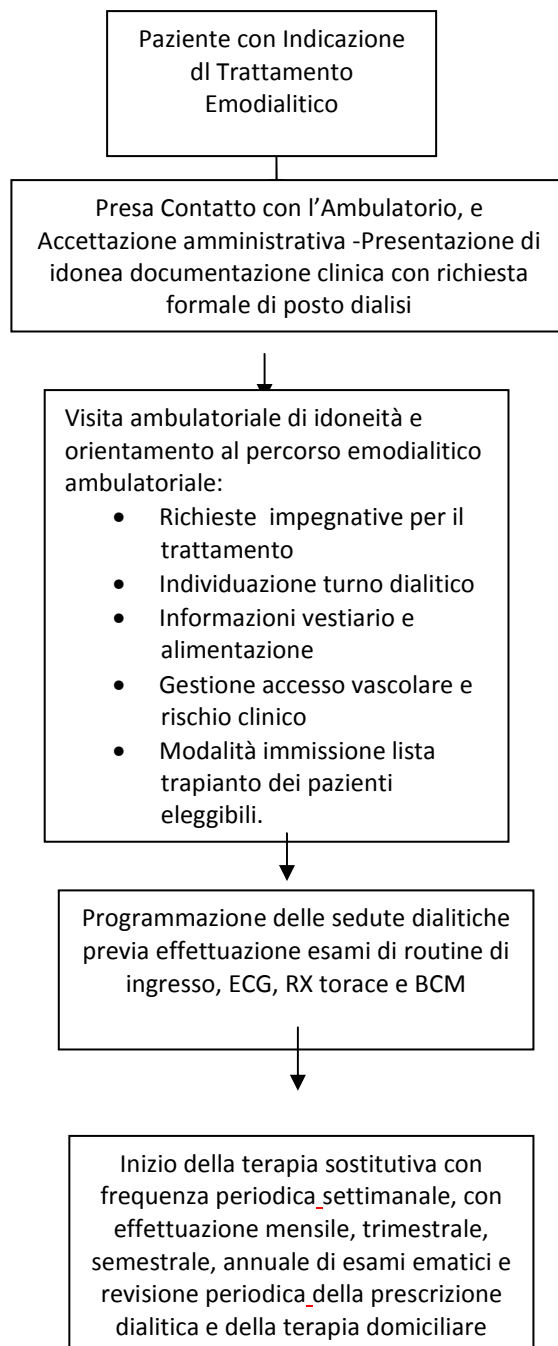 Paziente con Indicazione
dl Trattamento
Emodialitico
Presa Contatto con l’Ambulatorio, e
Accettazione amministrativa -Presentazione di
idonea documentazione clinica con richiesta
formale di posto dialisi
Visita ambulatoriale di idoneità e
orientamento al percorso emodialitico
ambulatoriale:
• Richieste impegnative per il
trattamento
• Individuazione turno dialitico
• Informazioni vestiario e
alimentazione
• Gestione accesso vascolare e
rischio clinico
• Modalità immissione lista
trapianto dei pazienti
eleggibili.
Programmazione delle sedute dialitiche
previa effettuazione esami di routine di
ingresso, ECG, RX torace e BCM
Inizio della terapia sostitutiva con
frequenza periodica settimanale, con
effettuazione mensile, trimestrale,
semestrale, annuale di esami ematici e
revisione periodica della prescrizione
dialitica e della terapia domiciliare